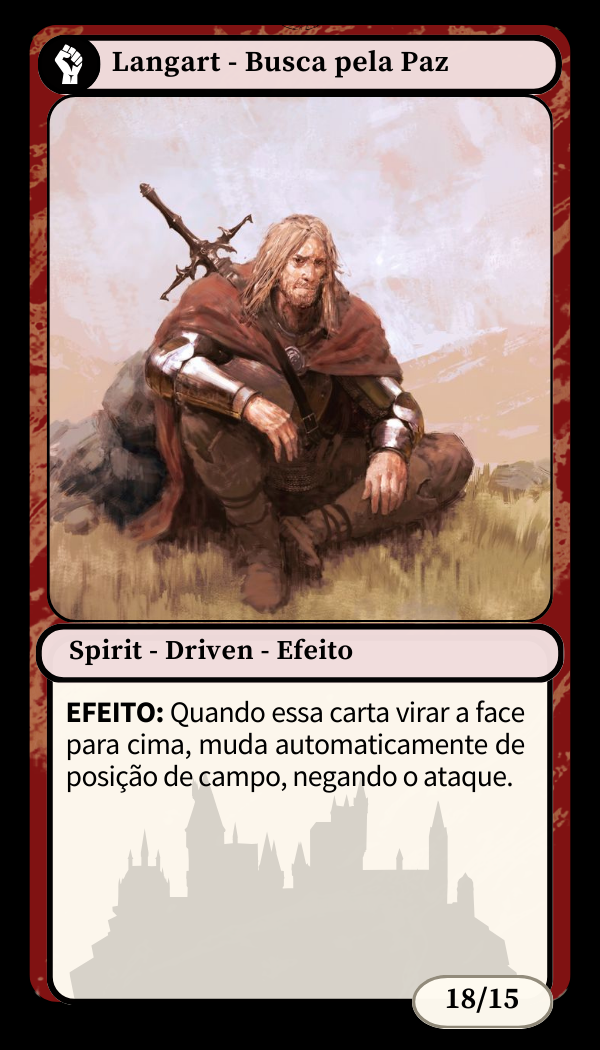 Langart - Busca pela Paz
Spirit - Driven - Efeito
EFEITO: Quando essa carta virar a face
para cima, muda automaticamente de
posição de campo, negando o ataque.
18/15